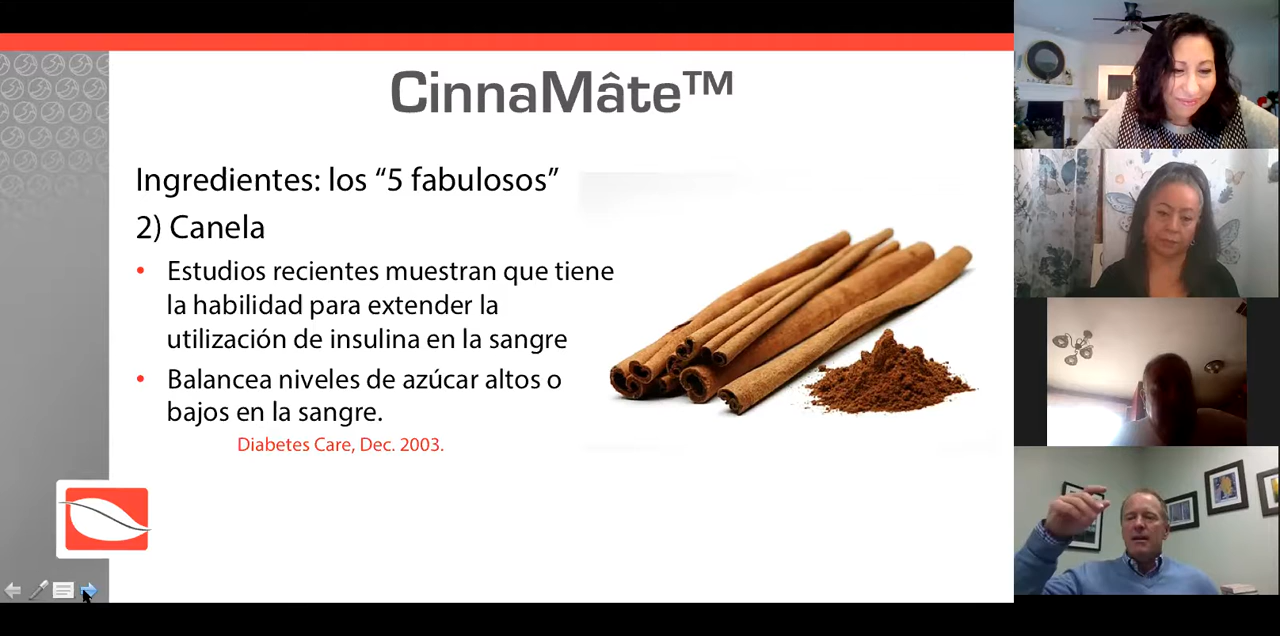 CinnaMâte™
Ingredientes: los “5 fabulosos”
2) Canela
• Estudios recientes muestran que tiene
la habilidad para extender la
utilización de insulina en la sangre
• Balancea niveles de azúcar altos o
bajos en la sangre.
Diabetes Care, Dec. 2003.